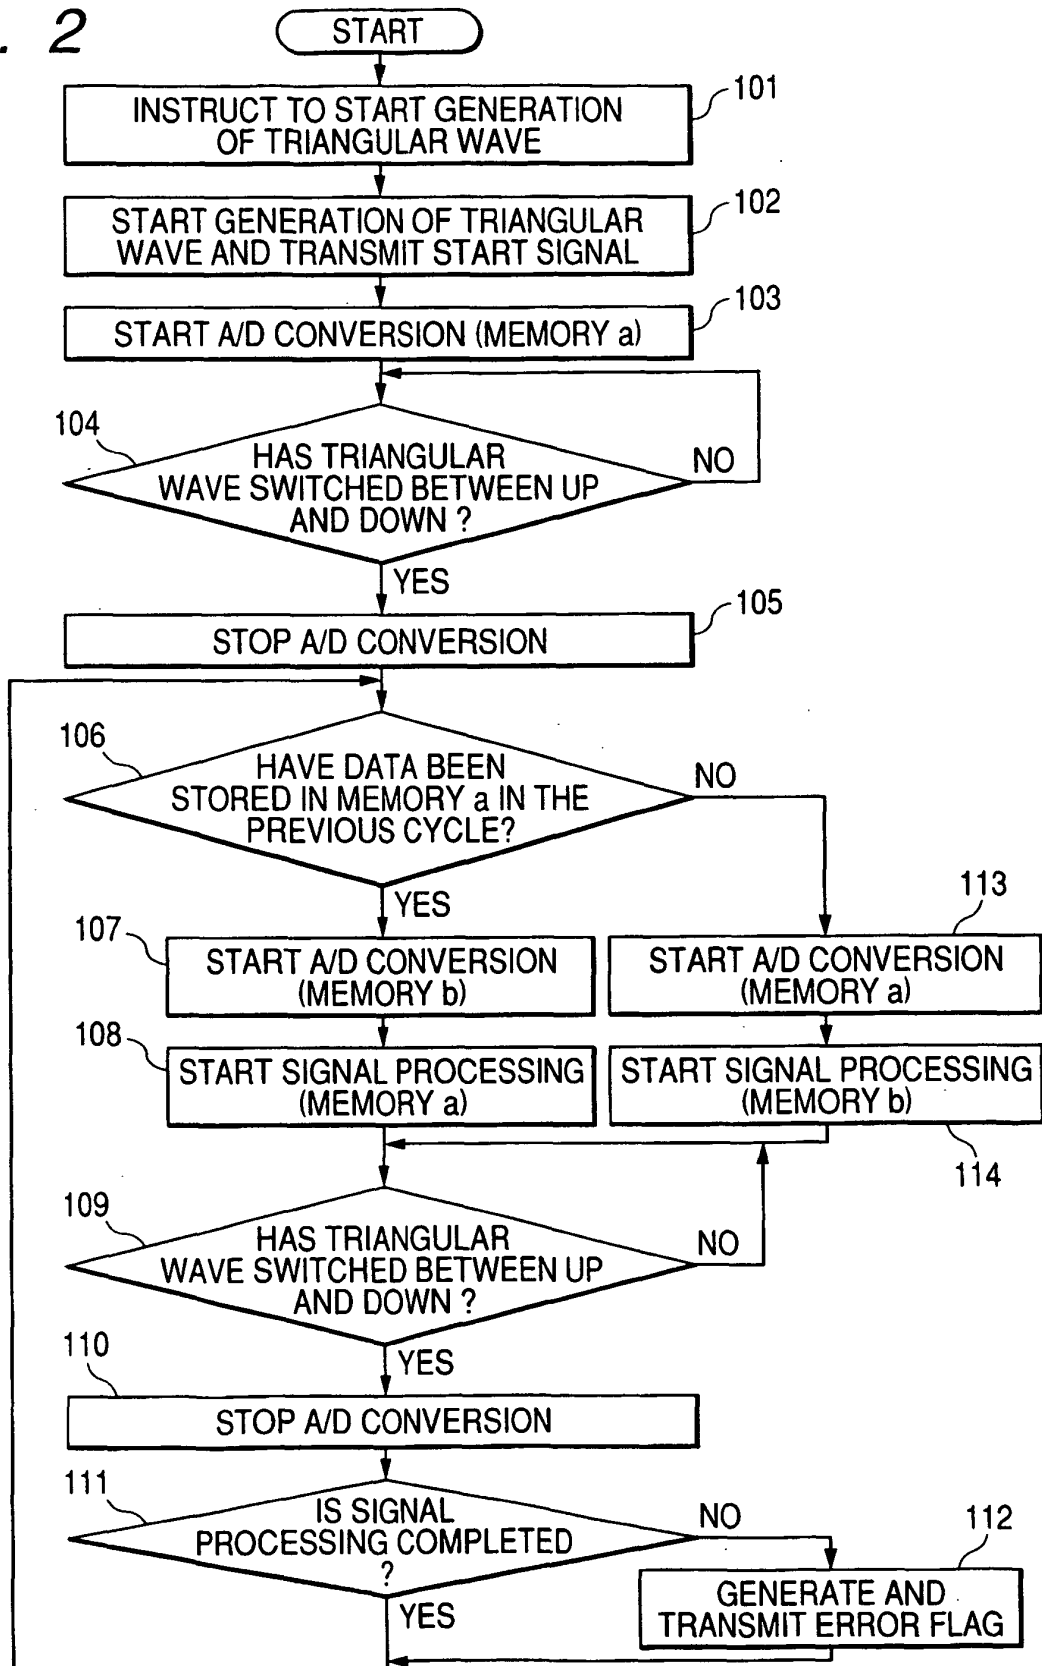 . 2
START
101
INSTRUCT TO START GENERATION
OF TRIANGULAR WAVE
102
START GENERATION OF TRIANGULAR
WAVE AND TRANSMIT START SIGNAL
103
START A/D CONVERSION (MEMORY a)
104
HAS TRIANGULAR
WAVE SWITCHED BETWEEN UP
AND DOWN ?
NO
YES
105
STOP A/D CONVERSION
106
HAVE DATA BEEN
STORED IN MEMORY a IN THE
PREVIOUS CYCLE?
NO
YES
107
START A/D CONVERSION
(MEMORY b)
113
START A/D CONVERSION
(MEMORY a)
108
START SIGNAL PROCESSING
(MEMORY a)
START SIGNAL PROCESSING
(MEMORY b)
114
109
HAS TRIANGULAR
WAVE SWITCHED BETWEEN UP
AND DOWN ?
NO
YES
110
STOP A/D CONVERSION
111
IS SIGNAL
PROCESSING COMPLETED
?
NO
YES
112
GENERATE AND
TRANSMIT ERROR FLAG